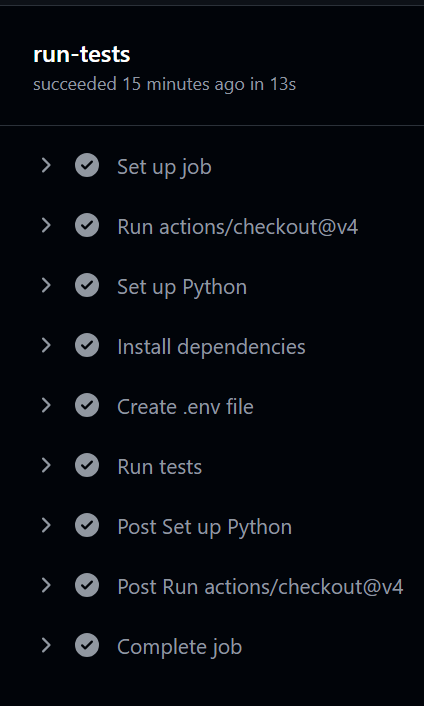 run-tests
succeeded 15 minutes ago in 13s
Set up job
Run actions/checkout@v4
Set up Python
Install dependencies
Create .env file
Run tests
Post Set up Python
Post Run actions/checkout@v4
Complete job